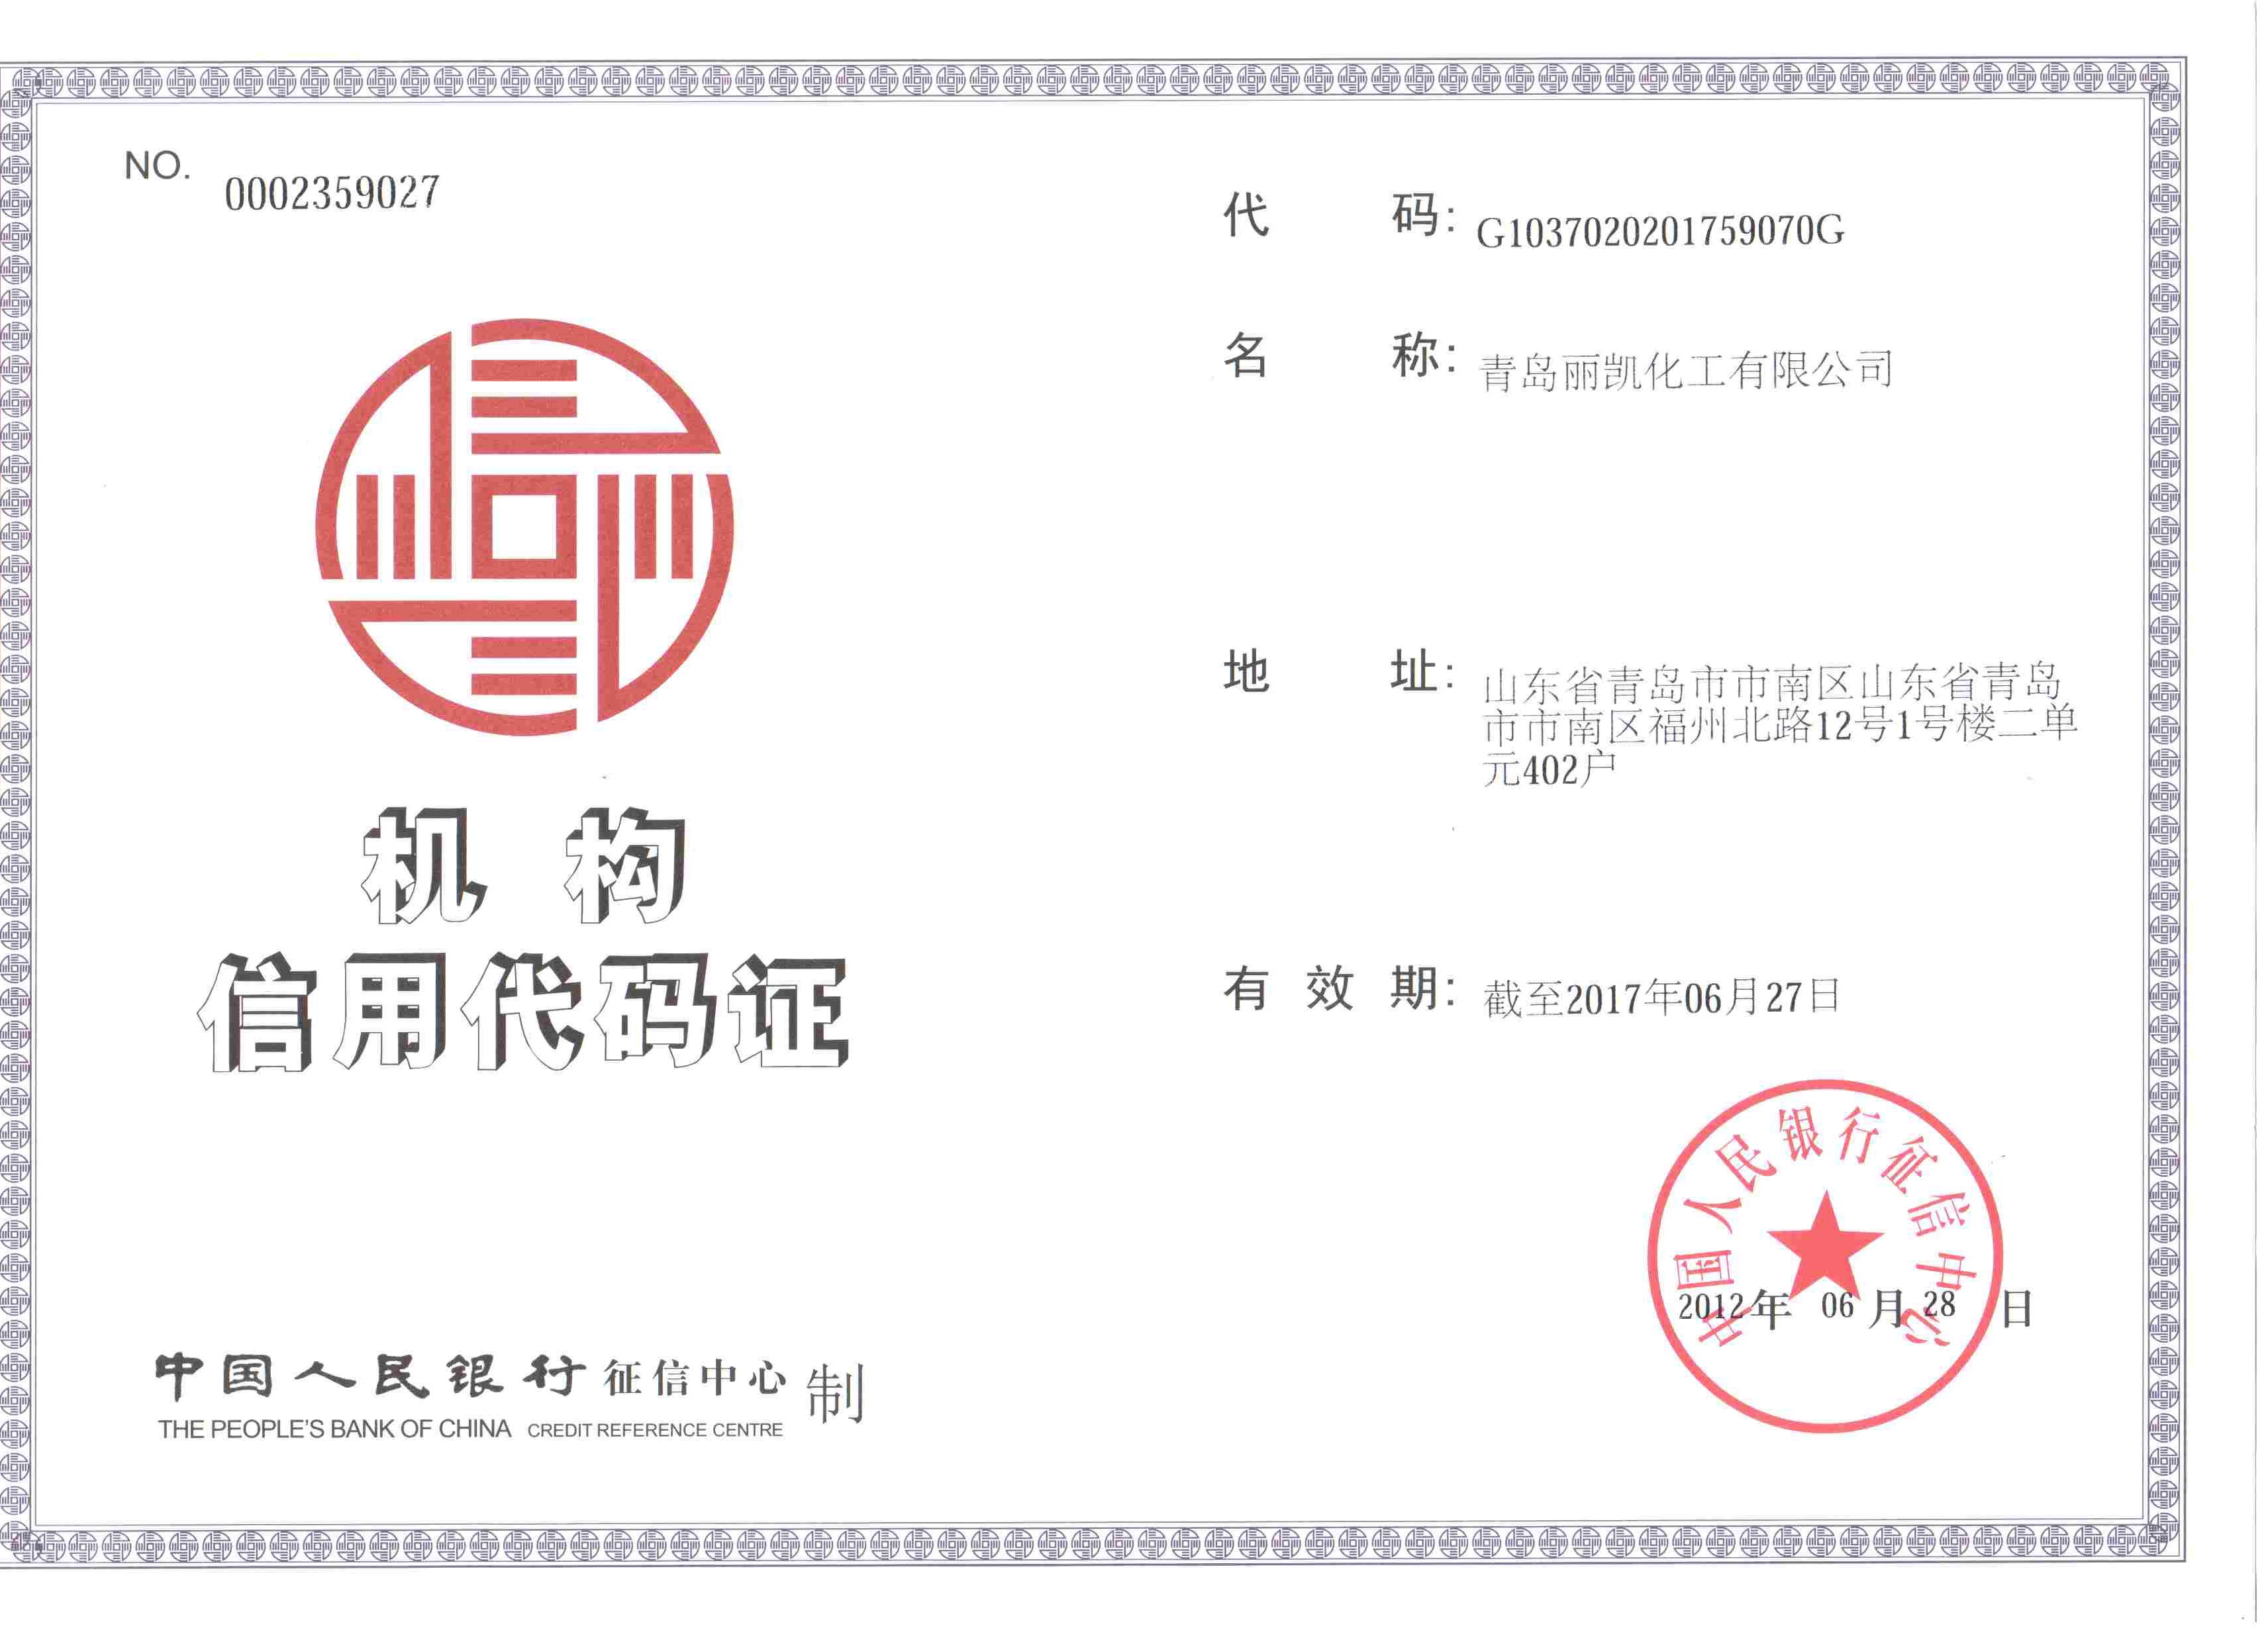 NO. 0002359027
机 构
信用代码证
中国人民银行征信中心 制
THE PEOPLE'S BANK OF CHINA CREDIT REFERENCE CENTRE
代 码: G1037020201759070G
名 称: 青岛丽凯化工有限公司
地 址: 山东省青岛市市南区山东省青岛
市市南区福州北路12号1号楼二单
元402户
有 效 期: 截至2017年06月27日
中国人民银行征信中心
2012年 06 月 28 日